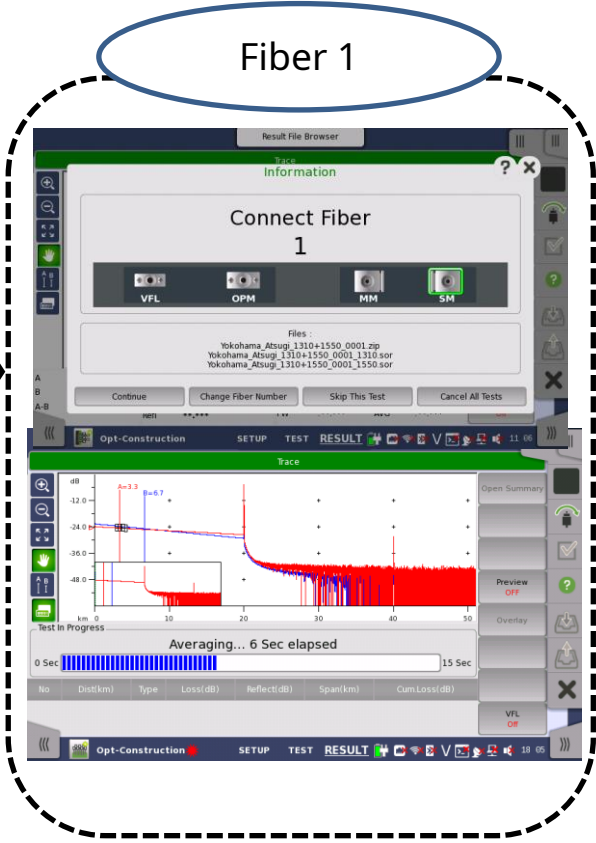 Fiber 1
Result File Browser
Trace
Information
? X
Connect Fiber
1
VFL OPM MM SM
Files :
Yokohama_Atsugi_1310+1550_0001.zip
Yokohama_Atsugi_1310+1550_0001_1310.sor
Yokohama_Atsugi_1310+1550_0001_1550.sor
A
B
A-B
Continue Change Fiber Number Skip This Test Cancel All Tests
Opt-Construction SETUP TEST RESULT 11 06
Trace
dB
A=3.3
B=6.7
-12.0
-24.0
-36.0
-48.0
km 0 10 20 30 40 50
Open Summary
Preview
OFF
Overlay
Test In Progress
Averaging... 6 Sec elapsed
0 Sec 15 Sec
No Dist(km) Type Loss(dB) Reflect(dB) Span(km) Cum.Loss(dB)
VFL
Off
Opt-Construction SETUP TEST RESULT 18 05